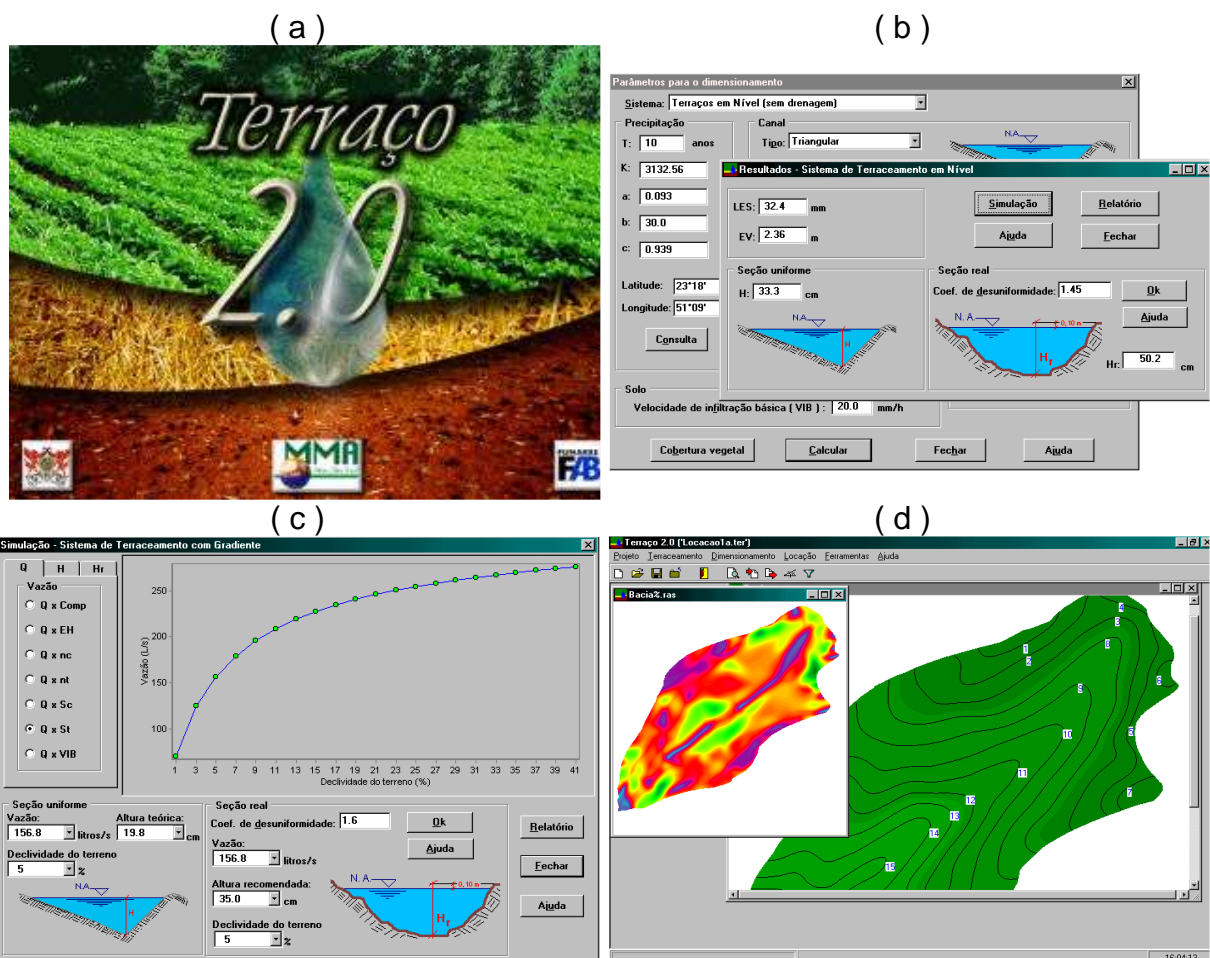 ( a )
Terraço
2.0
MMA
FUNARBE
FAB
( b )
Parâmetros para o dimensionamento
Sistema: Terraços em Nível (sem drenagem)
Precipitação
T: 10 anos
K: 3132.56
a: 0.093
b: 30.0
c: 0.939
Latitude: 23°18'
Longitude: 51°09'
Consulta
Canal
Tipo: Triangular
N.A.
Resultados - Sistema de Terraceamento em Nível
LES: 32.4 mm
EV: 2.36 m
Simulação
Relatório
Ajuda
Fechar
Seção uniforme
H: 33.3 cm
N.A.
H
Seção real
Coef. de desuniformidade: 1.45
Ok
Ajuda
N. A.
0,10 m
Hr
Hr: 50.2 cm
Solo
Velocidade de infiltração básica ( VIB ) : 20.0 mm/h
Cobertura vegetal
Calcular
Fechar
Ajuda
( c )
Simulação - Sistema de Terraceamento com Gradiente
Q H Hr
Vazão
Q x Comp
Q x EH
Q x nc
Q x nt
Q x Sc
Q x St
Q x VIB
Vazão (L/s)
250
200
150
100
1 3 5 7 9 11 13 15 17 19 21 23 25 27 29 31 33 35 37 39 41
Declividade do terreno (%)
Seção uniforme
Vazão: Altura teórica:
156.8 litros/s 19.8 cm
Declividade do terreno
5 %
N.A.
H
Seção real
Coef. de desuniformidade: 1.6
Ok
Ajuda
Vazão:
156.8 litros/s
Altura recomendada:
35.0 cm
Declividade do terreno
5 %
N. A.
0,10 m
Hr
Relatório
Fechar
Ajuda
( d )
Terraço 2.0 ('Locacao1a.ter')
Projeto Terraceamento Dimensionamento Locação Ferramentas Ajuda
Bacia%.ras
1
2
3
4
10
11
12
13
14
15
7
16:04:13